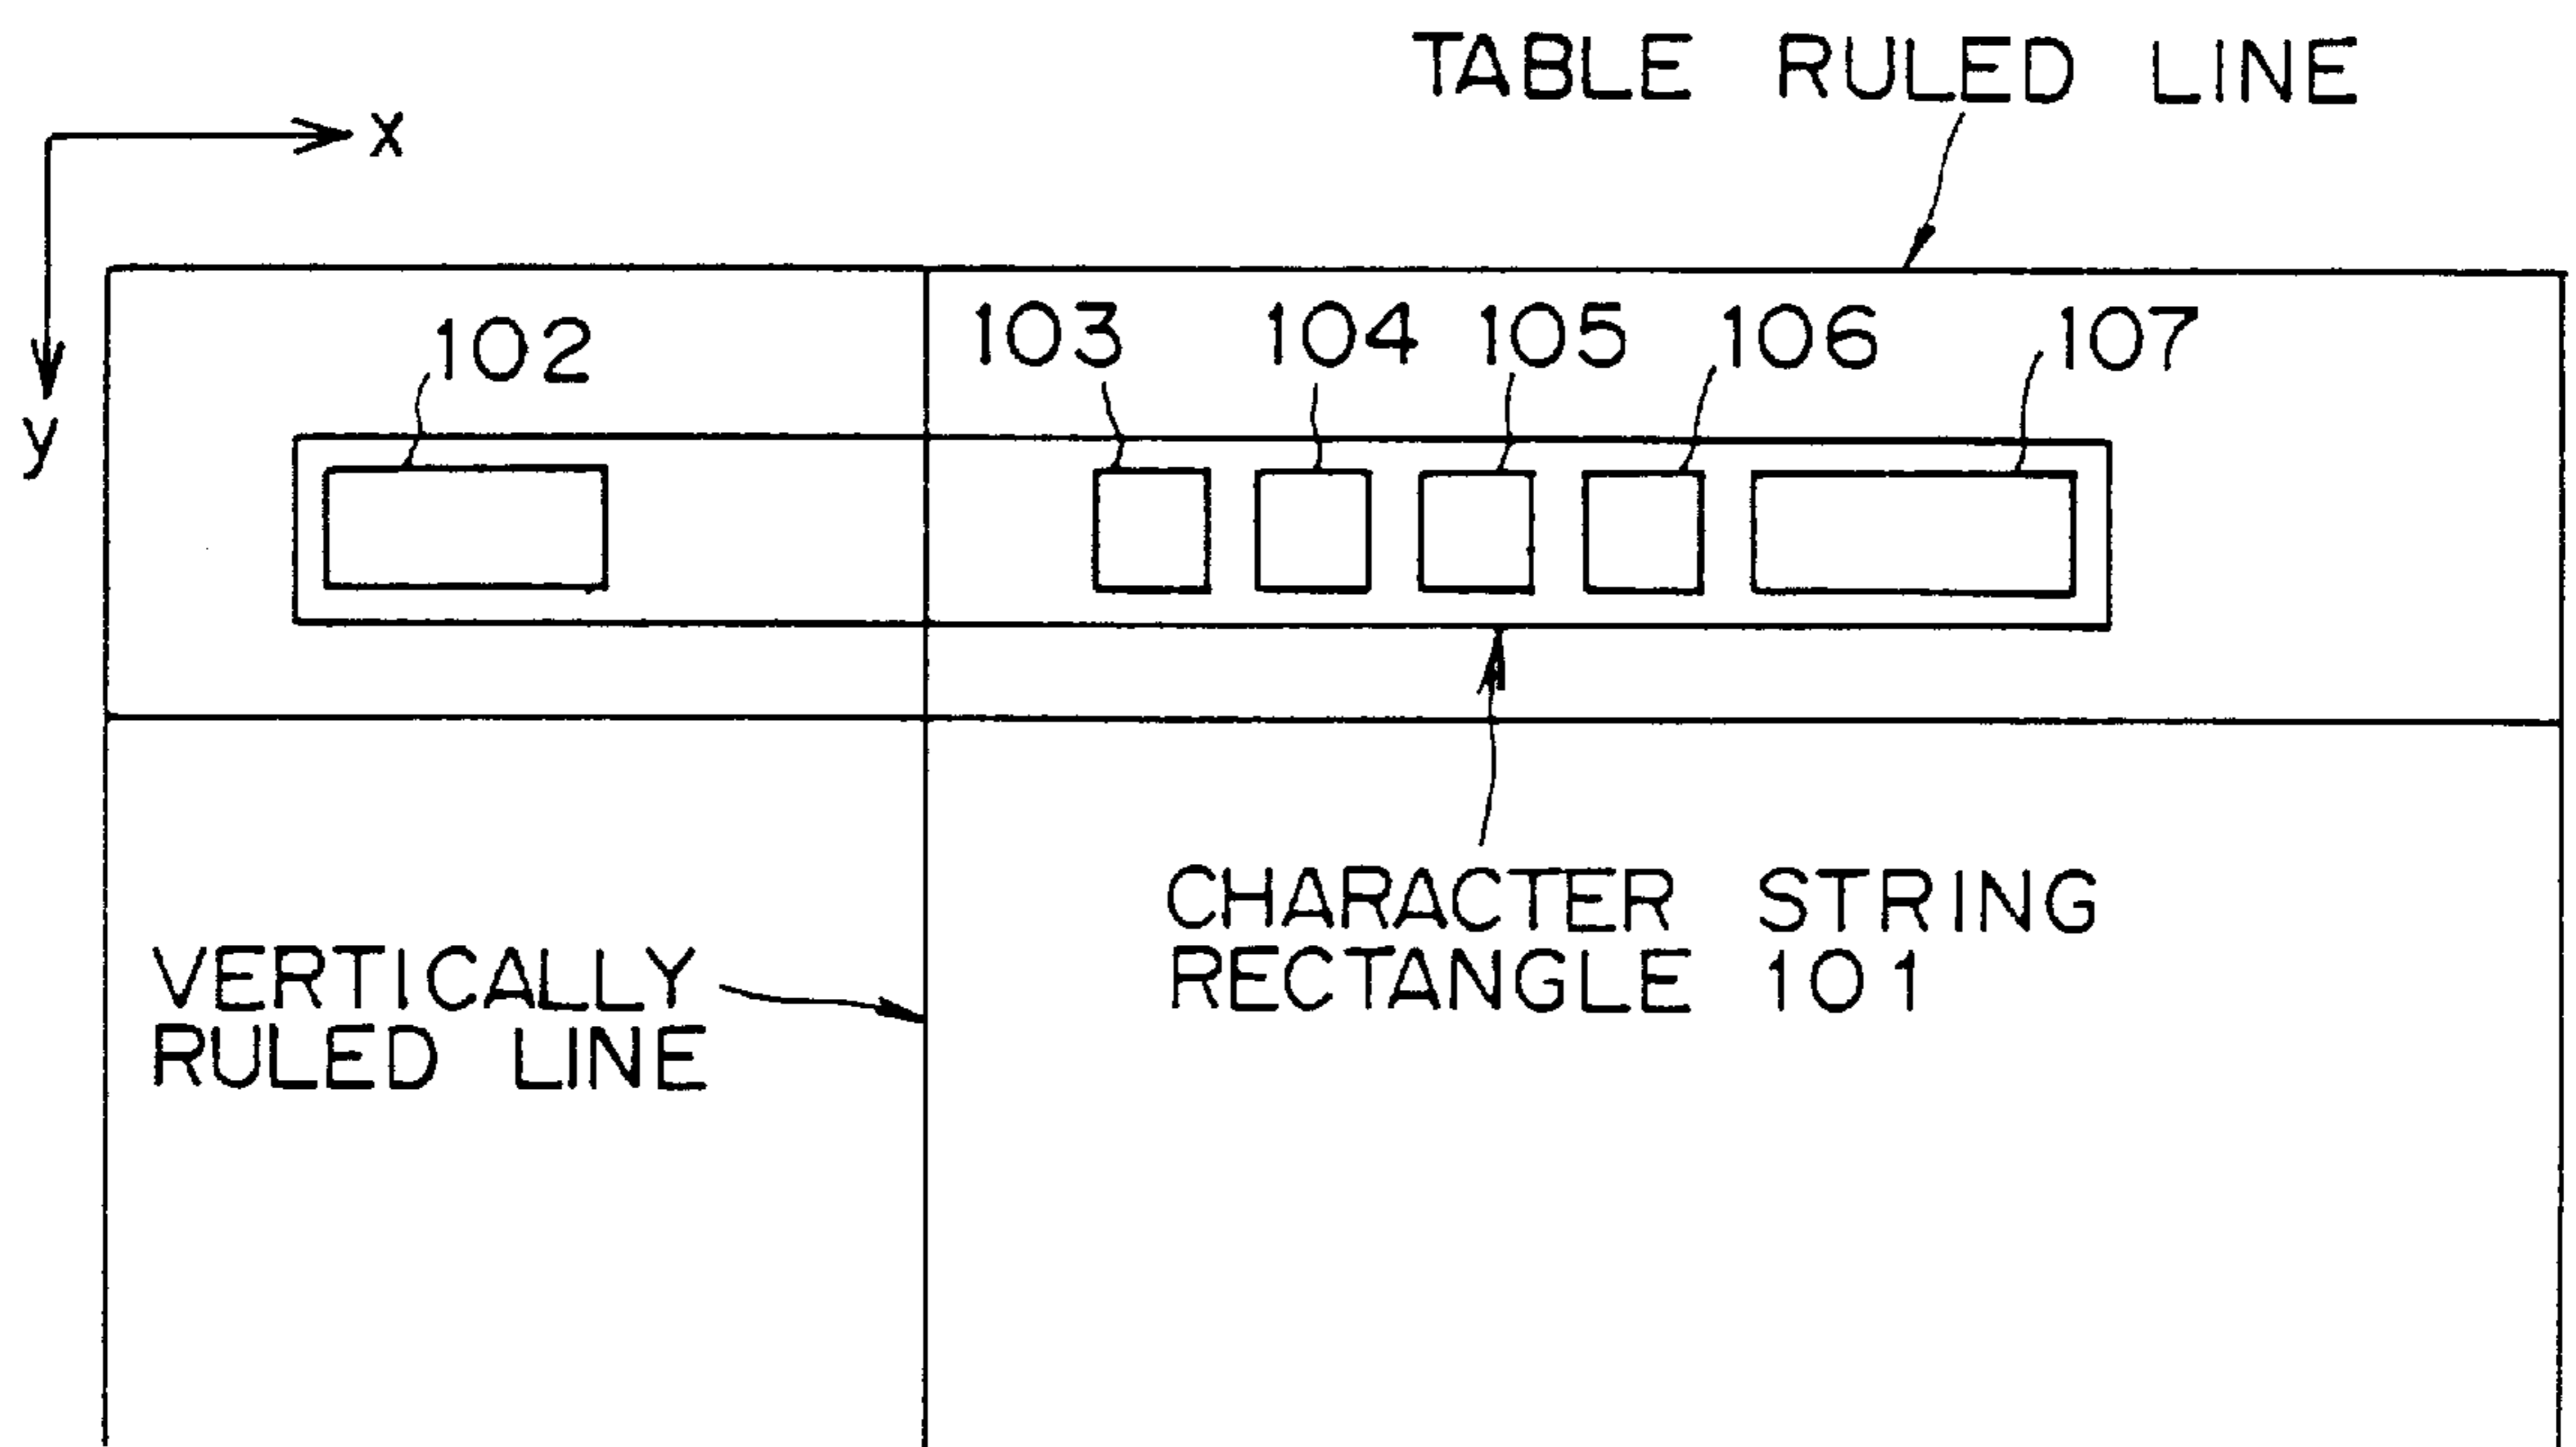 TABLE RULED LINE
x
y
102
103 104 105 106 107
CHARACTER STRING
RECTANGLE 101
VERTICALLY
RULED LINE